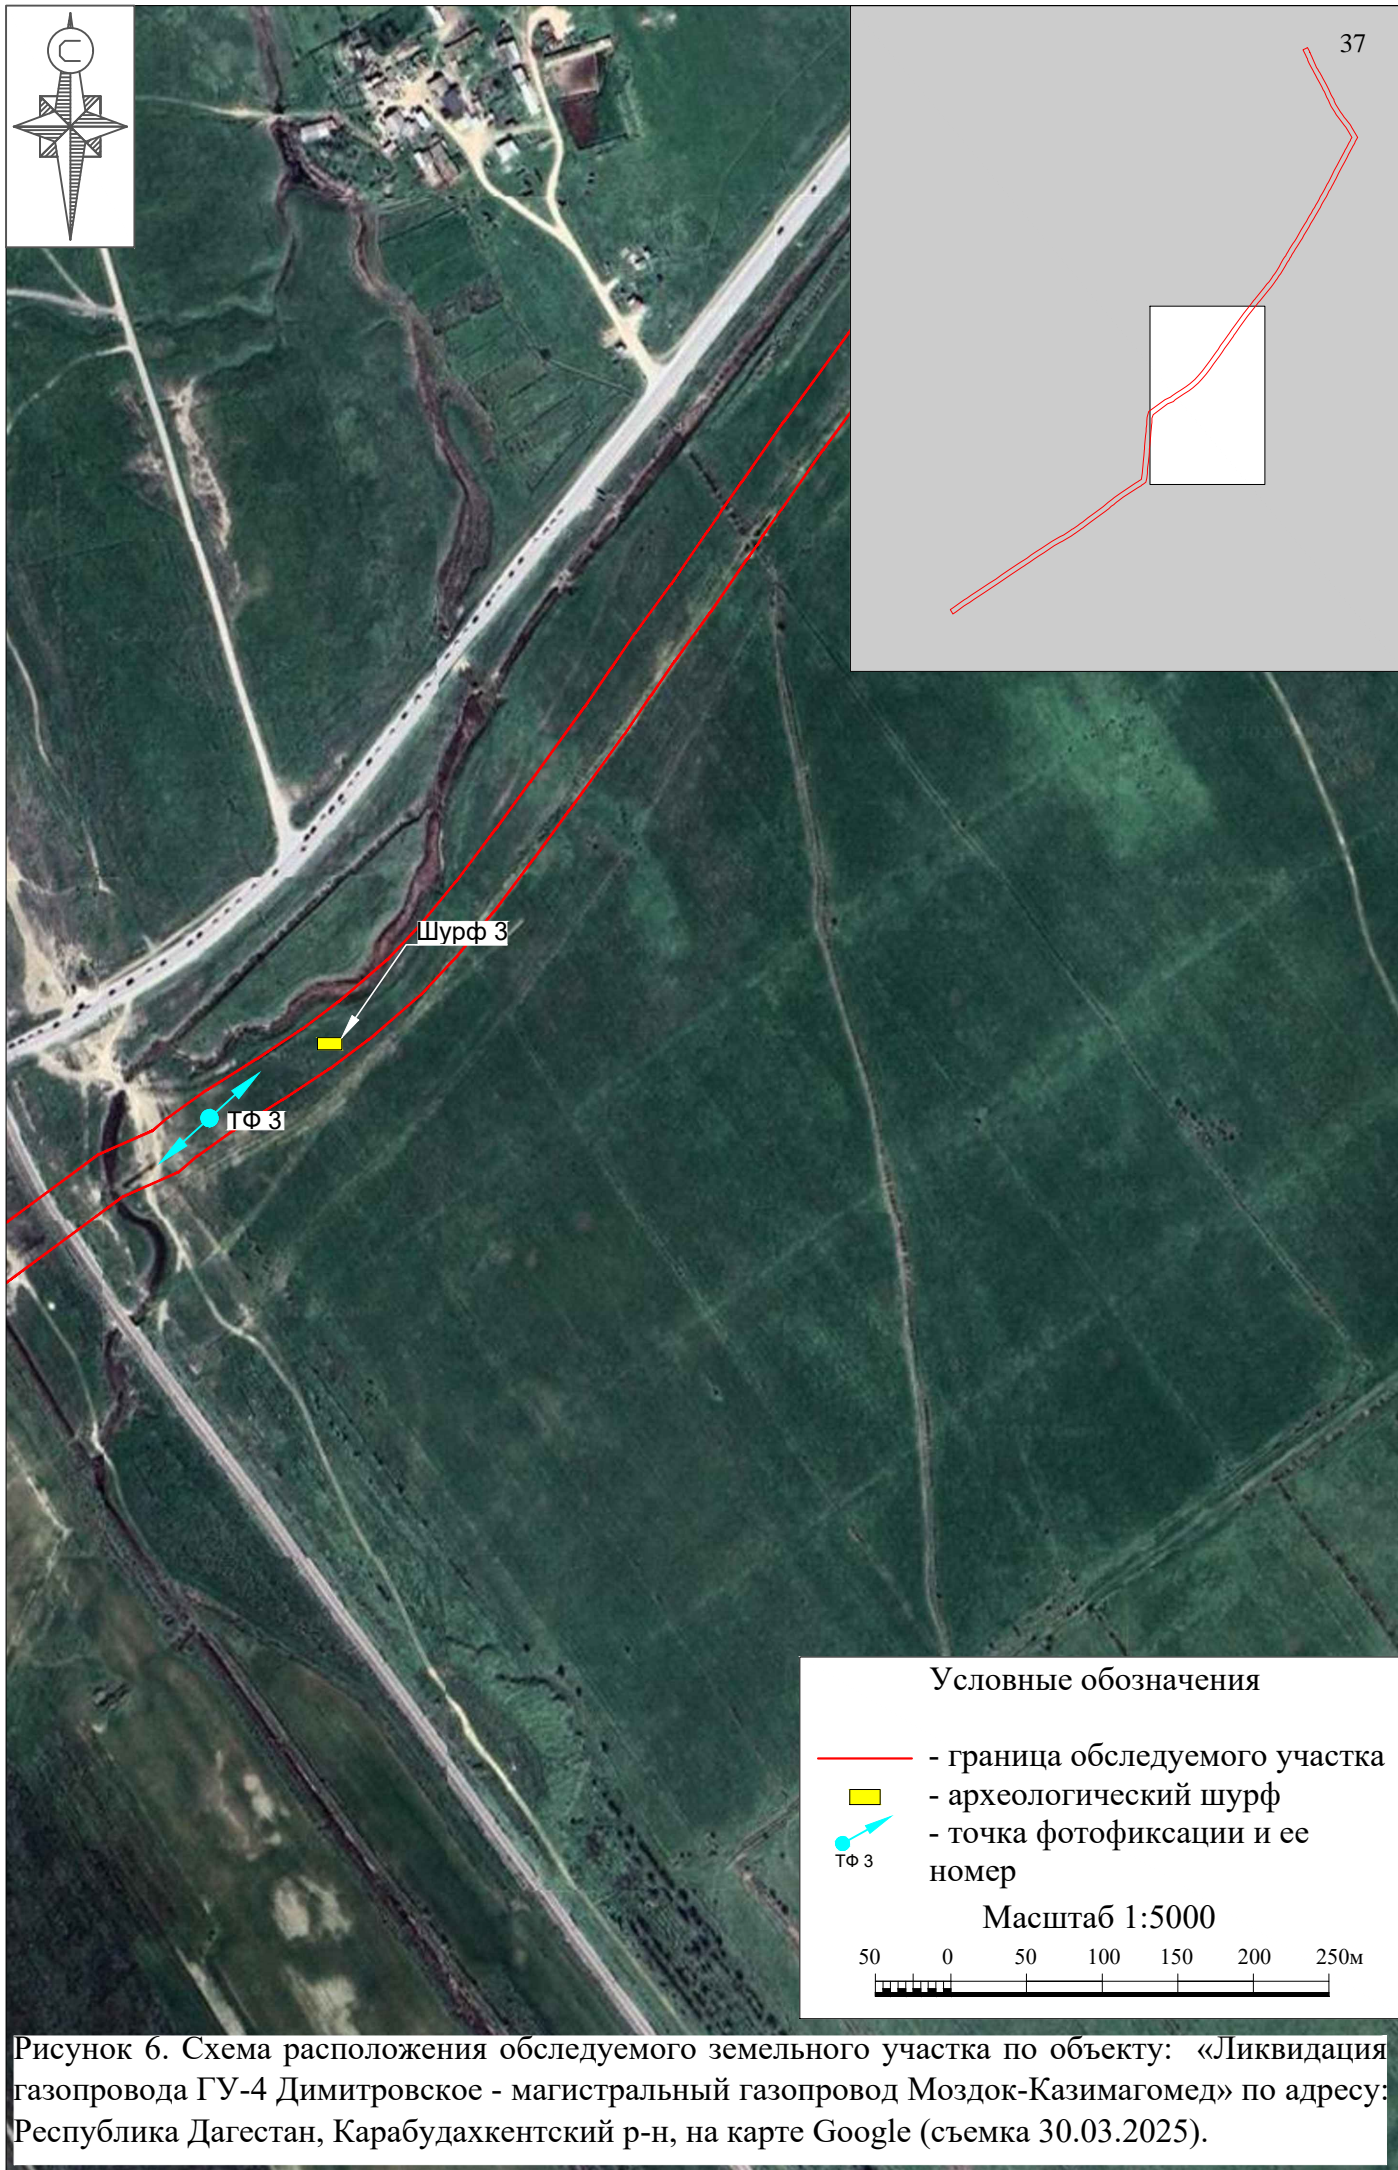 С
37
Шурф 3
ТФ 3
Условные обозначения
- граница обследуемого участка
- археологический шурф
- точка фотофиксации и ее
номер
ТФ 3
Масштаб 1:5000
50 0 50 100 150 200 250м
Рисунок 6. Схема расположения обследуемого земельного участка по объекту: «Ликвидация
газопровода ГУ-4 Димитровское - магистральный газопровод Моздок-Казимагомед» по адресу:
Республика Дагестан, Карабудахкентский р-н, на карте Google (съемка 30.03.2025).